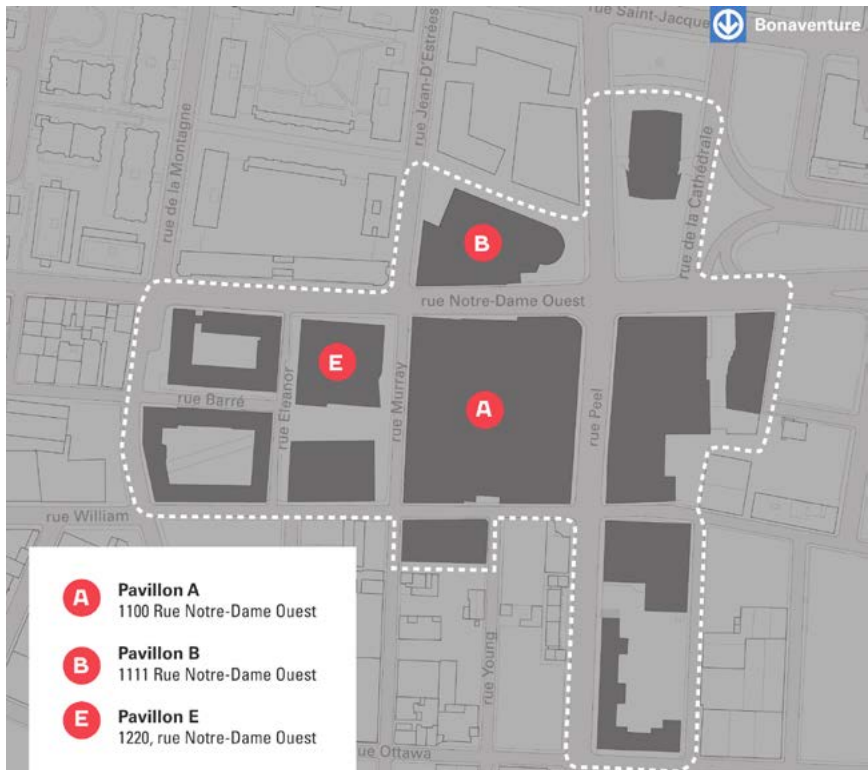 rue Saint-Jacque
Bonaventure
rue Jean-D'Estrées
rue de la Montagne
rue de la Cathédrale
B
rue Notre-Dame Ouest
E
rue Barré
rue Eleanor
rue Murray
A
rue Peel
rue William
rue Young
rue Ottawa
A
Pavillon A
1100 Rue Notre-Dame Ouest
B
Pavillon B
1111 Rue Notre-Dame Ouest
E
Pavillon E
1220, rue Notre-Dame Ouest